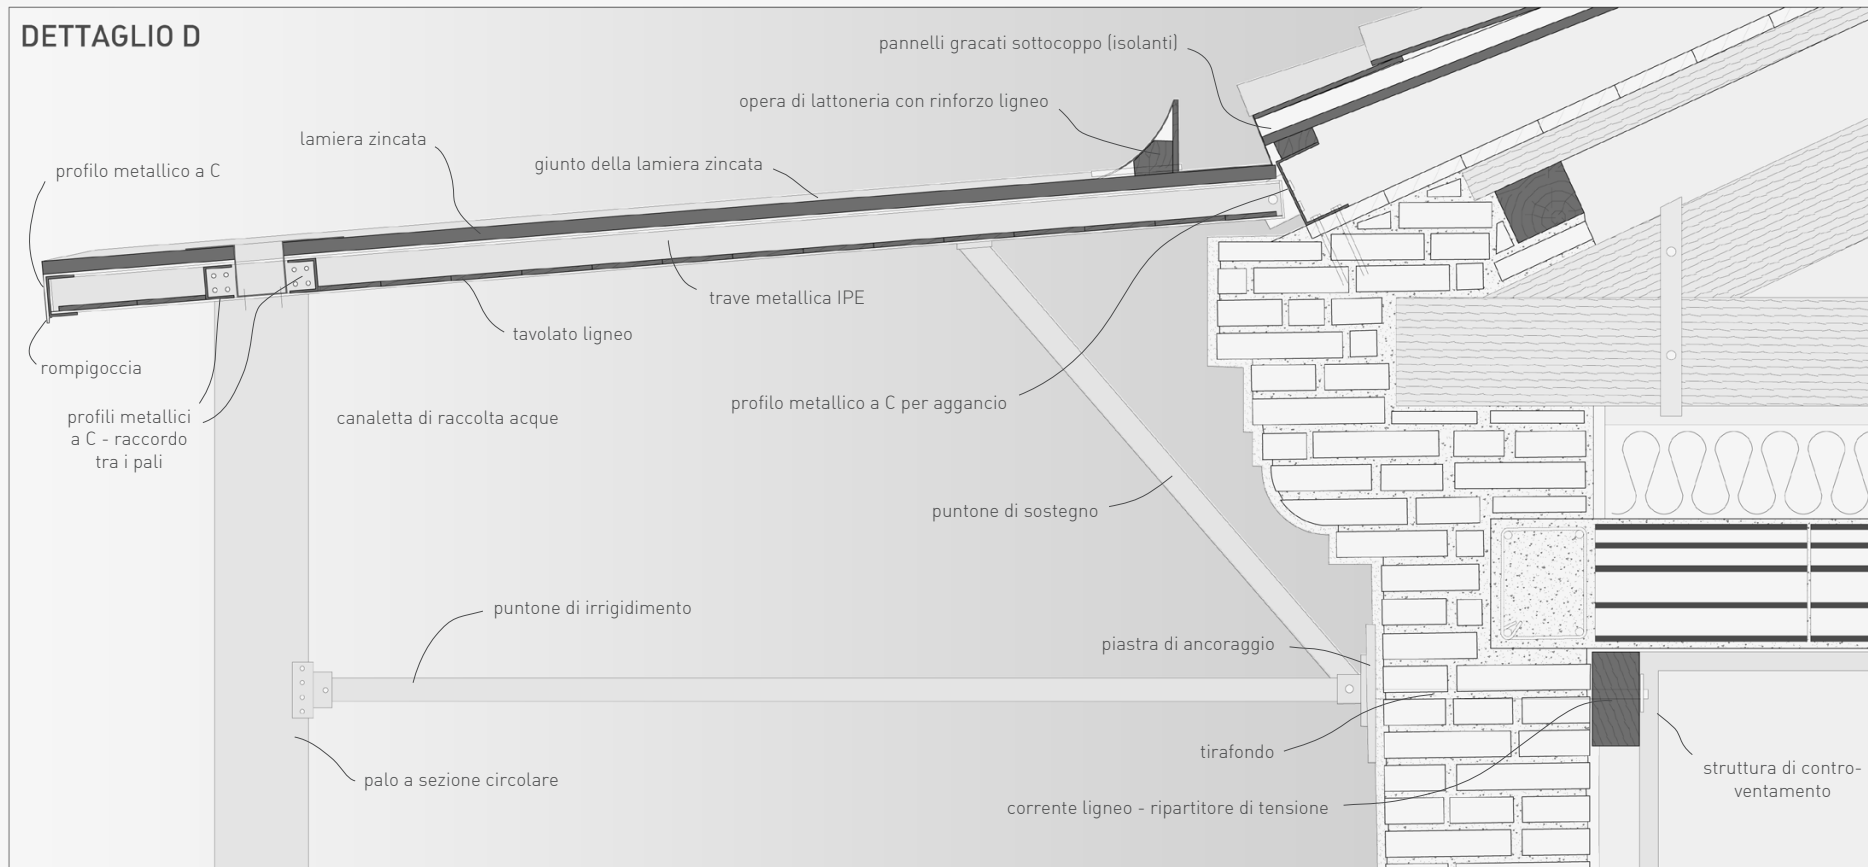 DETTAGLIO D
pannelli gracati sottocoppo (isolanti)
opera di lattoneria con rinforzo ligneo
lamiera zincata
giunto della lamiera zincata
profilo metallico a C
trave metallica IPE
tavolato ligneo
rompigoccia
profilo metallico a C per aggancio
profili metallici
a C - raccordo
tra i pali
canaletta di raccolta acque
puntone di sostegno
puntone di irrigidimento
piastra di ancoraggio
tirafondo
palo a sezione circolare
corrente ligneo - ripartitore di tensione
struttura di contro-
ventamento